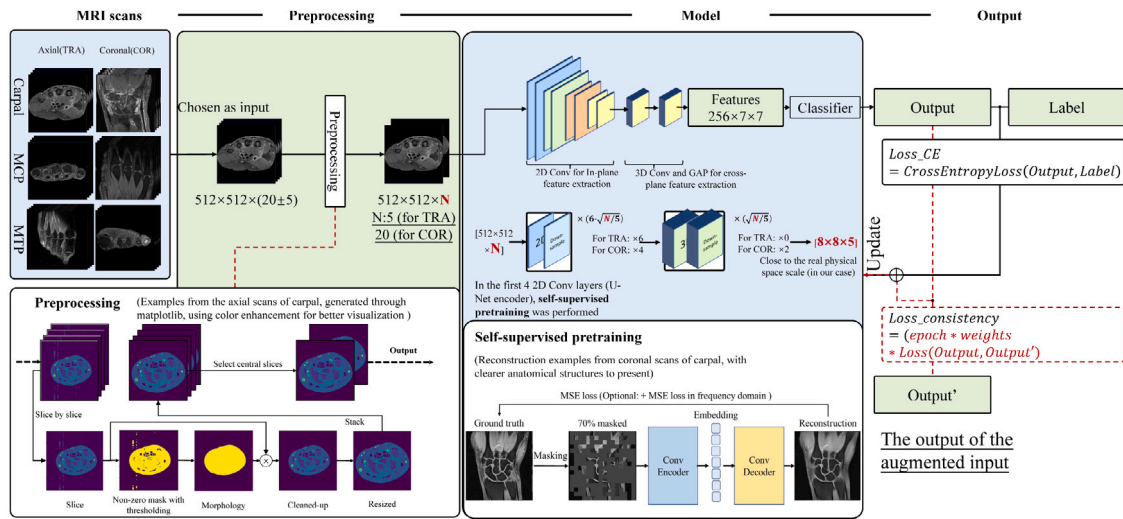 MRI scans
Preprocessing
Model
Output
Axial(TRA)
Coronal(COR)
Carpal
MCP
MTP
Chosen as input
512×512×(20±5)
Preprocessing
512×512×N
N:5 (for TRA)
20 (for COR)
2D Conv for In-plane
feature extraction
3D Conv and GAP for cross-
plane feature extraction
Features
256×7×7
Classifier
Output
Label
Loss_CE
= CrossEntropyLoss(Output, Label)
[512×512
×N]
2D
Down-
sample
× (6-√N/5)
For TRA: ×6
For COR: ×4
3D
Down-
sample
× (√N/5)
For TRA: ×0
For COR: ×2
[8×8×5]
Close to the real physical
space scale (in our case)
In the first 4 2D Conv layers (U-
Net encoder), self-supervised
pretraining was performed
Update
Loss_consistency
= (epoch * weights
* Loss(Output, Output')
Output'
The output of the
augmented input
Preprocessing
(Examples from the axial scans of carpal, generated through
matplotlib, using color enhancement for better visualization )
Output
Select central slices
Slice by slice
Stack
Slice
Non-zero mask with
thresholding
Morphology
Cleaned-up
Resized
Self-supervised pretraining
(Reconstruction examples from coronal scans of carpal, with
clearer anatomical structures to present)
MSE loss (Optional: + MSE loss in frequency domain )
Ground truth
70% masked
Embedding
Reconstruction
Masking
Conv
Encoder
Conv
Decoder